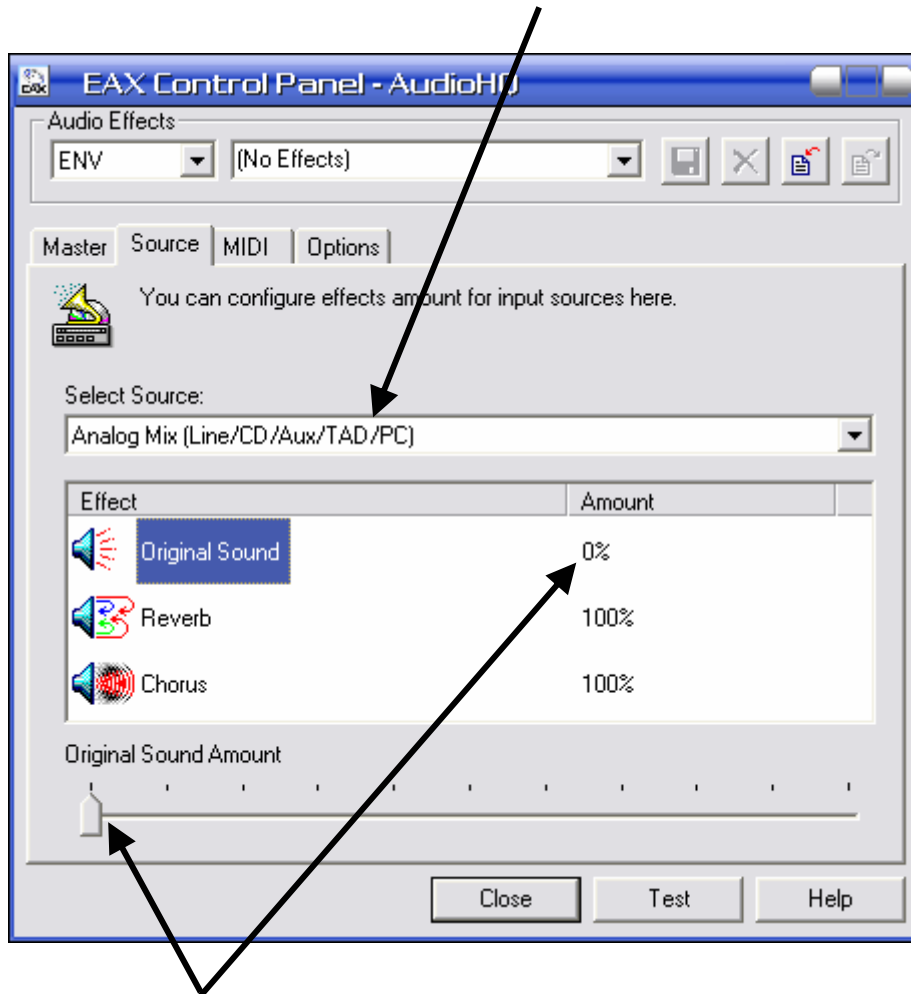 EAX Control Panel - AudioHQ
Audio Effects
ENV (No Effects)
Master Source MIDI Options
You can configure effects amount for input sources here.
Select Source:
Analog Mix (Line/CD/Aux/TAD/PC)
Effect Amount
Original Sound 0%
Reverb 100%
Chorus 100%
Original Sound Amount
Close Test Help